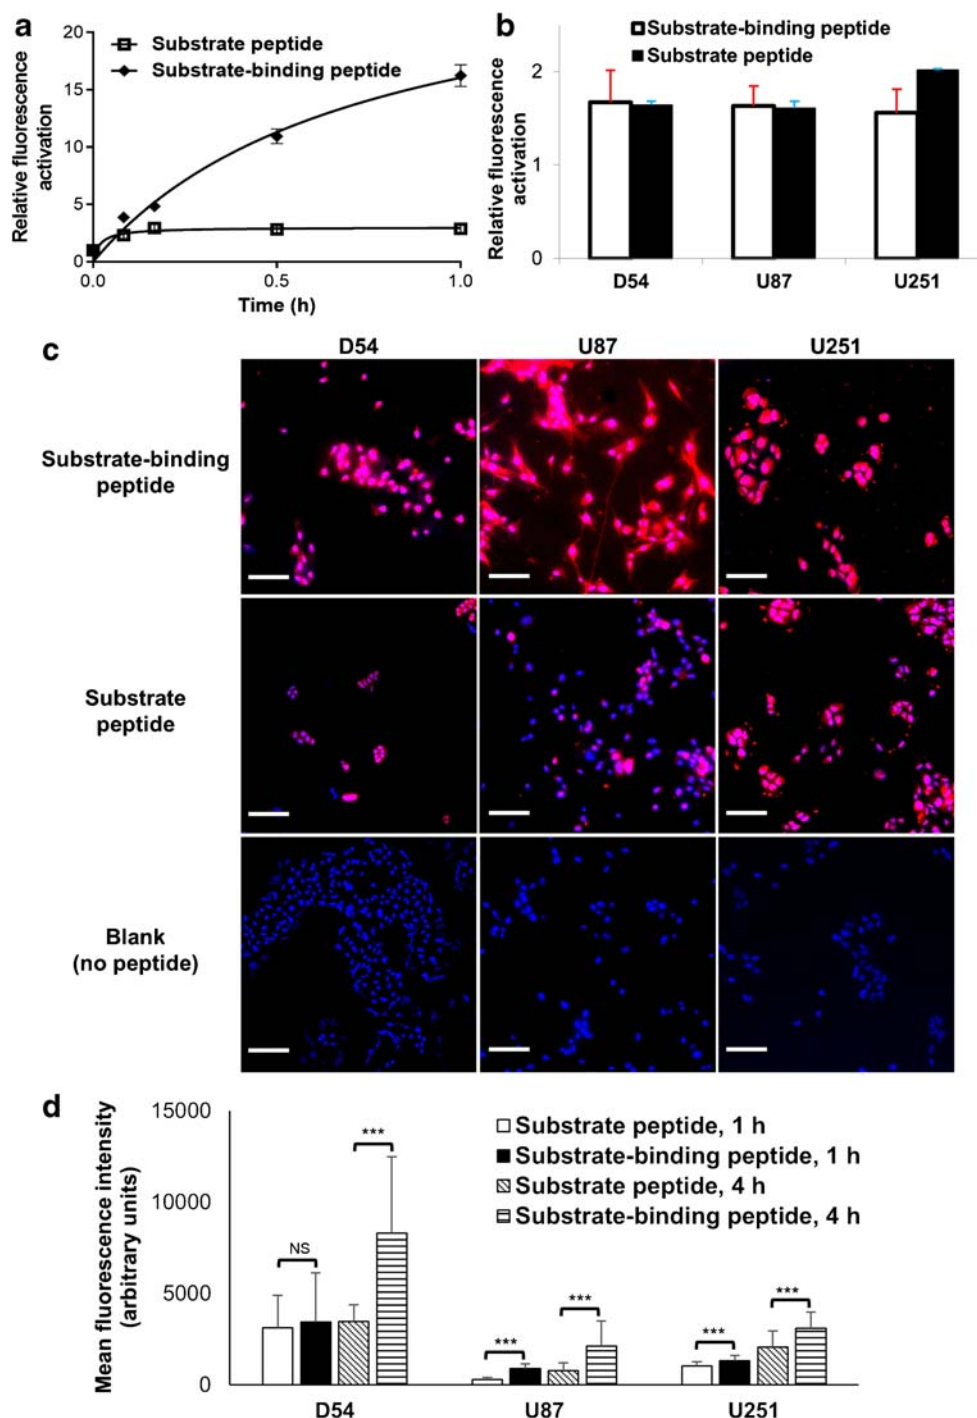 a
20
15
10
5
0
Relative fluorescence
activation
Substrate peptide
Substrate-binding peptide
0.0
0.5
1.0
Time (h)
b
Substrate-binding peptide
Substrate peptide
2
1
0
Relative fluorescence
activation
D54
U87
U251
c
D54
U87
U251
Substrate-binding
peptide
Substrate
peptide
Blank
(no peptide)
d
15000
10000
5000
0
Mean fluorescence intensity
(arbitrary units)
Substrate peptide, 1 h
Substrate-binding peptide, 1 h
Substrate peptide, 4 h
Substrate-binding peptide, 4 h
NS
***
***
***
***
***
D54
U87
U251